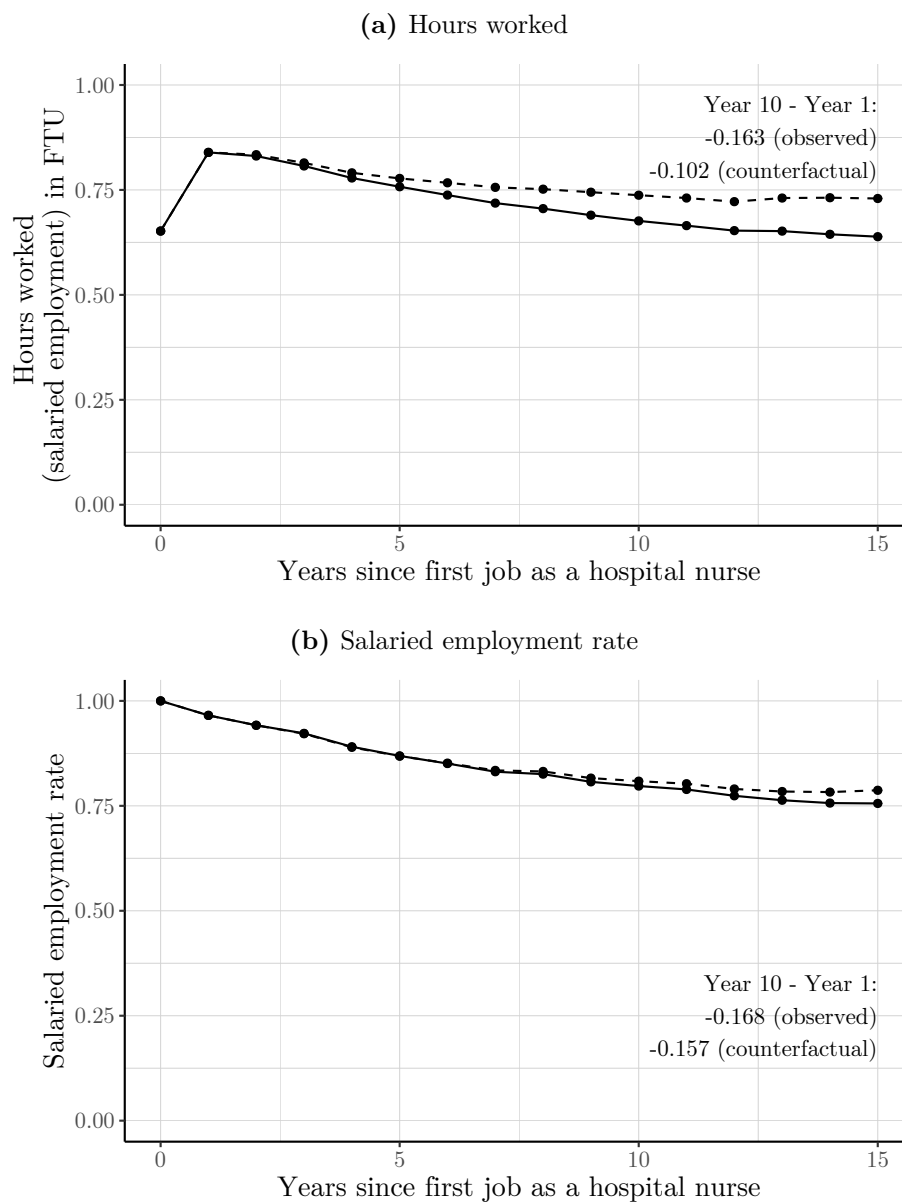 (a) Hours worked
Hours worked
(salaried employment) in FTU
1.00
0.75
0.50
0.25
0.00
Year 10 - Year 1:
-0.163 (observed)
-0.102 (counterfactual)
0 5 10 15
Years since first job as a hospital nurse
(b) Salaried employment rate
Salaried employment rate
1.00
0.75
0.50
0.25
0.00
Year 10 - Year 1:
-0.168 (observed)
-0.157 (counterfactual)
0 5 10 15
Years since first job as a hospital nurse